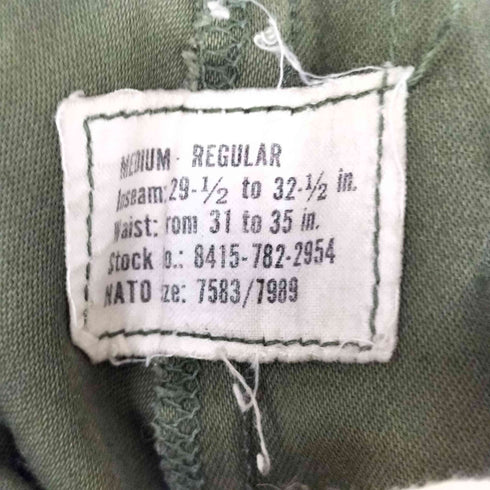 MEDIUM - REGULAR
Inseam: 29-1/2 to 32-1/2 in.
Waist: rom 31 to 35 in.
Stock o.: 8415-782-2954
NATO ze: 7583/7989